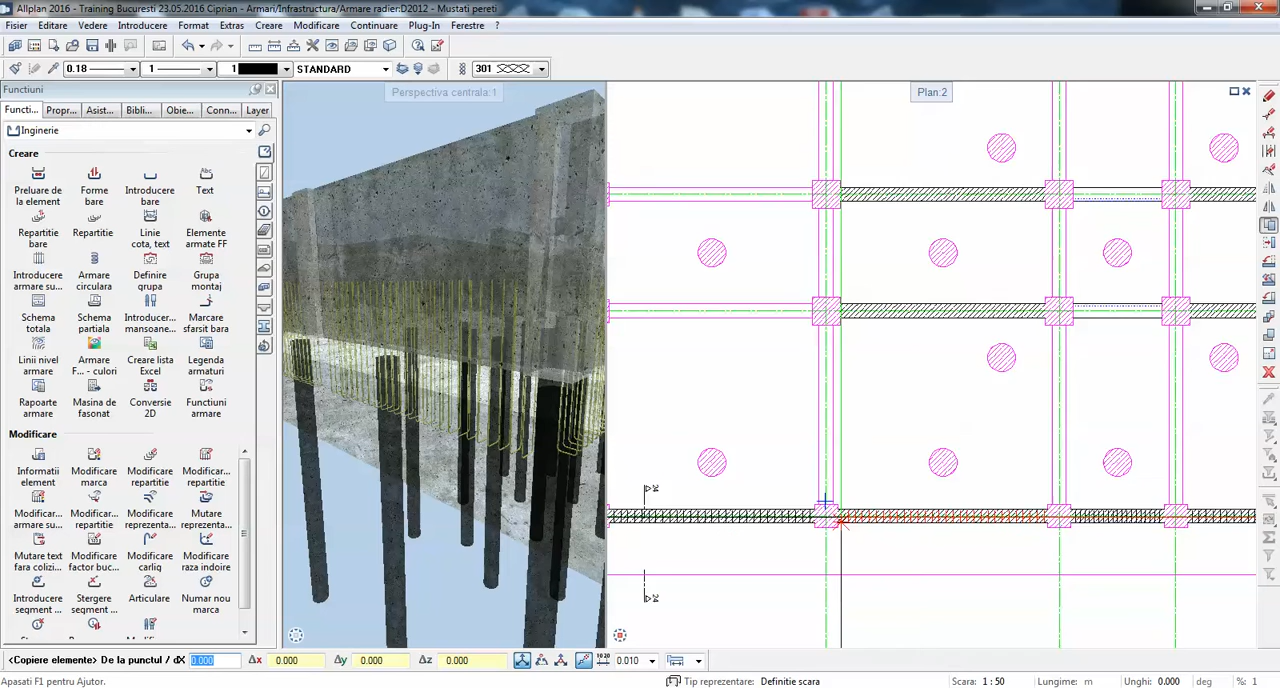 Allplan 2016 - Training Bucuresti 23.05.2016 Ciprian - Armari/Infrastructura/Armare radier:D2012 - Mustati pereti
Fisier Editare Vedere Introducere Format Extras Creare Modificare Continuare Plug-In Ferestre ?
0.18 1 1 STANDARD 301
Functiuni
Functi... Propr... Asist... Bibli... Obie... Conn... Layer
Inginerie
Creare
Preluare de la element
Forme bare
Introducere bare
Text
Repartitie bare
Repartitie
Linie cota, text
Elemente armate FF
Introducere armare su...
Armare circulara
Definire grupa
Grupa montaj
Schema totala
Schema partiala
Introducer... mansoane...
Marcare sfarsit bara
Linii nivel armare
Armare F... - culori
Creare lista Excel
Legenda armaturi
Rapoarte armare
Masina de fasonat
Conversie 2D
Functiuni armare
Modificare
Informatii element
Modificare marca
Modificare repartitie
Modificar... repartitie
Modificar... armare su...
Modificar... repartitie
Modificare reprezenta...
Mutare reprezenta...
Mutare text fara colizi...
Modificare factor buc...
Modificare carlig
Modificare raza indoire
Introducere segment ...
Stergere segment ...
Articulare
Numar nou marca
Perspectiva centrala:1
Plan:2
<Copiere elemente> De la punctul / dX 0.000 Δx 0.000 Δy 0.000 Δz 0.000 0.010
Apasati F1 pentru Ajutor.
Tip reprezentare: Definitie scara Scara: 1 : 50 Lungime: m Unghi: 0.000 deg %: 1